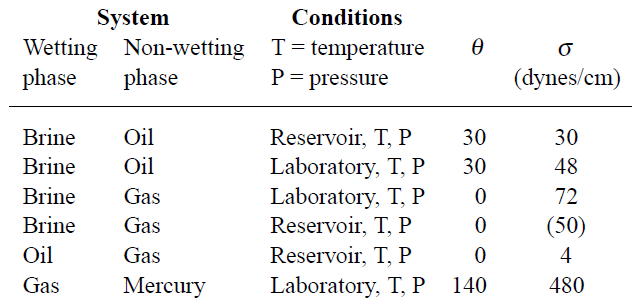 System Conditions
Wetting Non-wetting T = temperature θ σ
phase phase P = pressure (dynes/cm)
Brine Oil Reservoir, T, P 30 30
Brine Oil Laboratory, T, P 30 48
Brine Gas Laboratory, T, P 0 72
Brine Gas Reservoir, T, P 0 (50)
Oil Gas Reservoir, T, P 0 4
Gas Mercury Laboratory, T, P 140 480